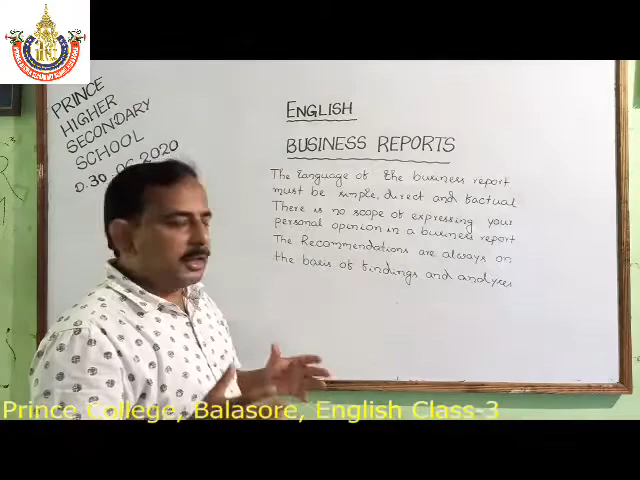 PRINCE
HIGHER
SECONDARY
SCHOOL
D.30.06.2020
ENGLISH
BUSINESS REPORTS
The language of the business report
must be simple, direct and factual
There is no scope of expressing your
personal opinion in a business report
The Recommendations are always on
the basis of findings and analyses
Prince College, Balasore, English Class-3